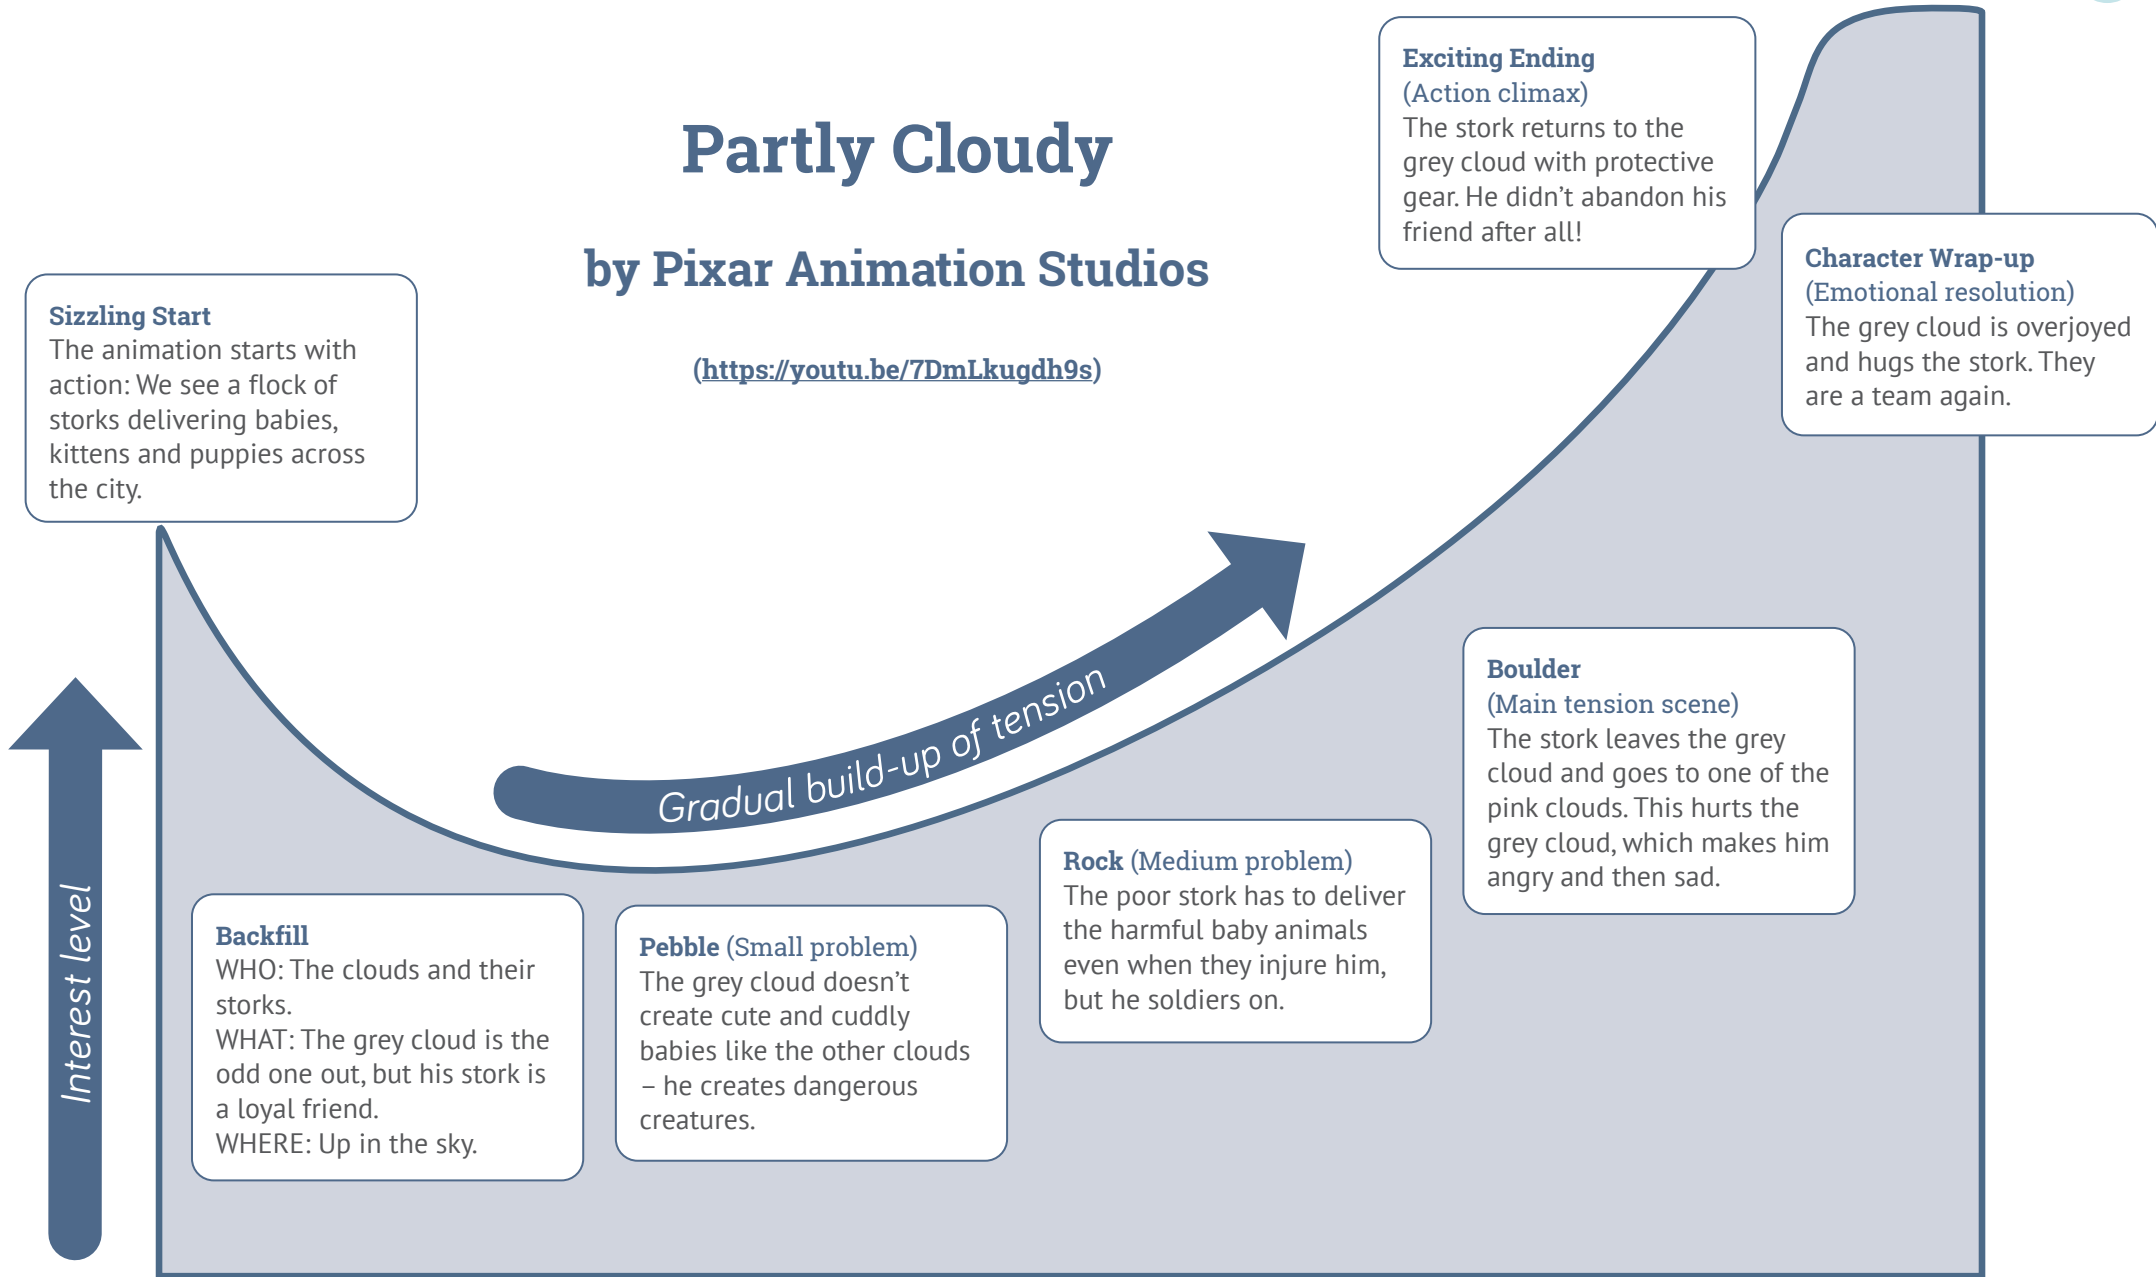 Partly Cloudy
by Pixar Animation Studios
(https://youtu.be/7DmLkugdh9s)
Sizzling Start
The animation starts with
action: We see a flock of
storks delivering babies,
kittens and puppies across
the city.
Backfill
WHO: The clouds and their
storks.
WHAT: The grey cloud is the
odd one out, but his stork is
a loyal friend.
WHERE: Up in the sky.
Pebble (Small problem)
The grey cloud doesn’t
create cute and cuddly
babies like the other clouds
– he creates dangerous
creatures.
Rock (Medium problem)
The poor stork has to deliver
the harmful baby animals
even when they injure him,
but he soldiers on.
Boulder
(Main tension scene)
The stork leaves the grey
cloud and goes to one of the
pink clouds. This hurts the
grey cloud, which makes him
angry and then sad.
Exciting Ending
(Action climax)
The stork returns to the
grey cloud with protective
gear. He didn’t abandon his
friend after all!
Character Wrap-up
(Emotional resolution)
The grey cloud is overjoyed
and hugs the stork. They
are a team again.
Interest level
Gradual build-up of tension